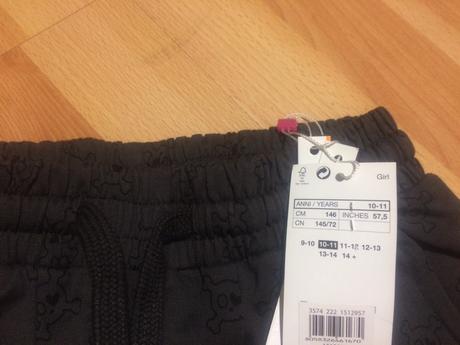 Girl
ANNI / YEARS 10-11
CM 146 INCHES 57,5
CN 145/72
9-10 10-11 11-12 12-13
13-14 14 +
3574 222 1512957
8058326561670